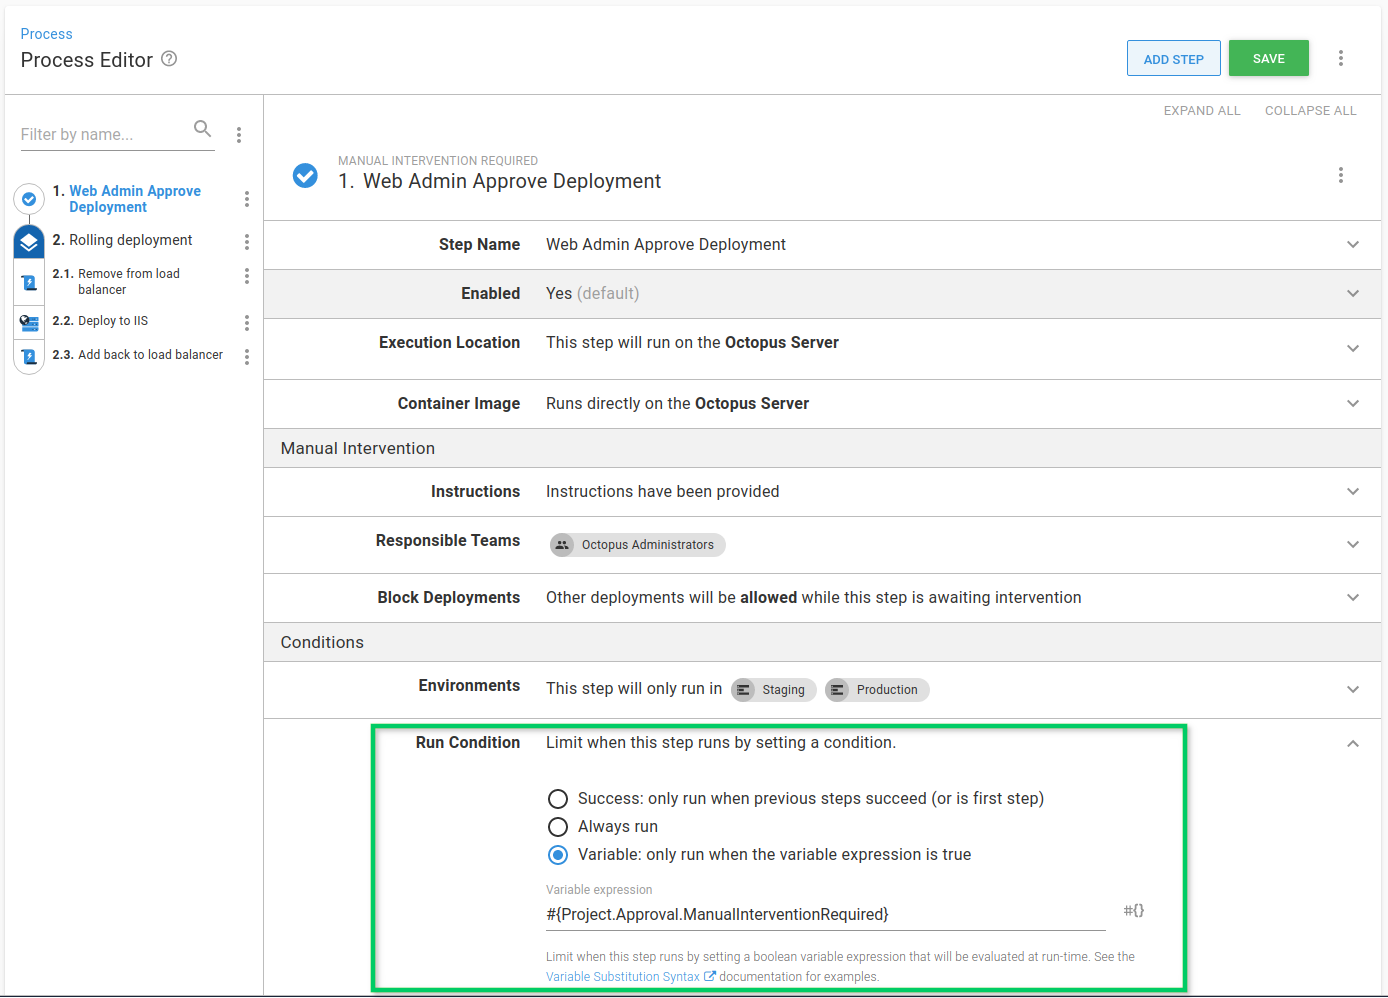 Process
Process Editor
ADD STEP
SAVE
Filter by name...
1. Web Admin Approve
Deployment
2. Rolling deployment
2.1. Remove from load
balancer
2.2. Deploy to IIS
2.3. Add back to load balancer
EXPAND ALL
COLLAPSE ALL
MANUAL INTERVENTION REQUIRED
1. Web Admin Approve Deployment
Step Name Web Admin Approve Deployment
Enabled Yes (default)
Execution Location This step will run on the Octopus Server
Container Image Runs directly on the Octopus Server
Manual Intervention
Instructions Instructions have been provided
Responsible Teams Octopus Administrators
Block Deployments Other deployments will be allowed while this step is awaiting intervention
Conditions
Environments This step will only run in Staging Production
Run Condition Limit when this step runs by setting a condition.
Success: only run when previous steps succeed (or is first step)
Always run
Variable: only run when the variable expression is true
Variable expression
#{Project.Approval.ManualInterventionRequired}
#{}
Limit when this step runs by setting a boolean variable expression that will be evaluated at run-time. See the
Variable Substitution Syntax documentation for examples.